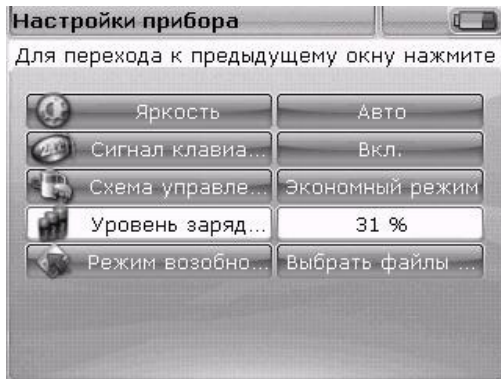 Настройки прибора
Для перехода к предыдущему окну нажмите
Яркость Авто
Сигнал клавиа... Вкл.
Схема управле... Экономный режим
Уровень заряд... 31 %
Режим возобно... Выбрать файлы ...